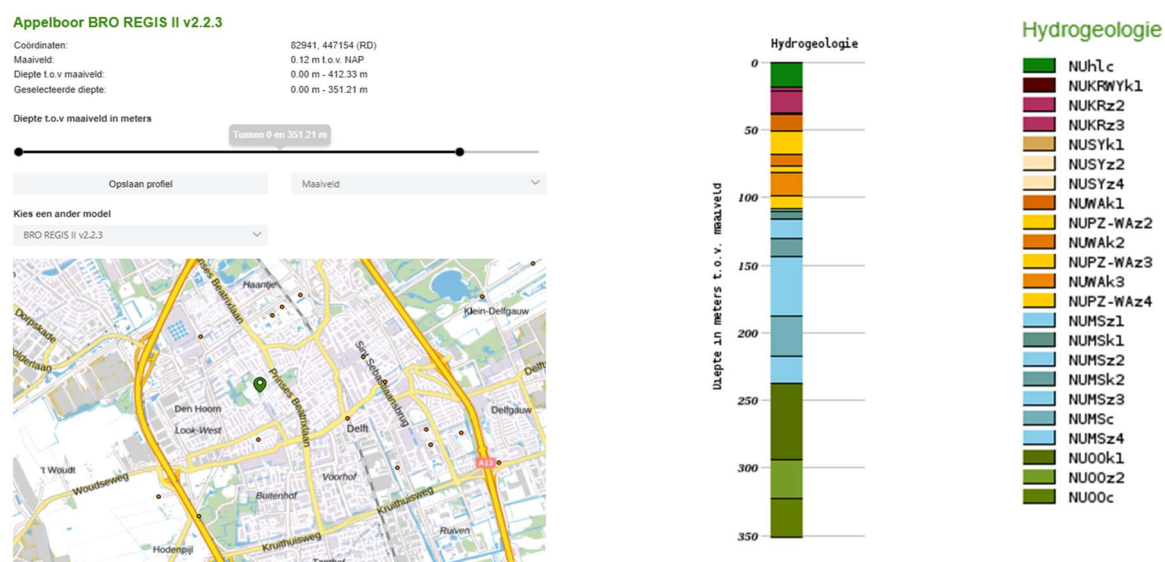 Appelboor BRO REGIS II v2.2.3
Coördinaten: 82941, 447154 (RD)
Maaiveld: 0.12 m t.o.v. NAP
Diepte t.o.v maaiveld: 0.00 m - 412.33 m
Geselecteerde diepte: 0.00 m - 351.21 m
Diepte t.o.v maaiveld in meters
Tussen 0 en 351.21 m
Opslaan profiel
Maaiveld
Kies een ander model
BRO REGIS II v2.2.3
Haantje
Prinses Beatrixlaan
Klein-Delfgauw
Dorpskade
Sint Sebastiaansbrug
Prinses Beatrixlaan
Den Hoorn
Look-West
Delft
Delfgauw
A13
't Woudt
Woudseweg
Voorhof
Buitenhof
Kruithuisweg
Ruiven
Hodenpijl
Kruithuisweg
Hydrogeologie
Diepte in meters t.o.v. maaiveld
0
50
100
150
200
250
300
350
Hydrogeologie
NUhlc
NUKRWYk1
NUKRz2
NUKRz3
NUSYk1
NUSYz2
NUSYz4
NUWAk1
NUPZ-WAz2
NUWAk2
NUPZ-WAz3
NUWAk3
NUPZ-WAz4
NUMSz1
NUMSk1
NUMSz2
NUMSk2
NUMSz3
NUMSc
NUMSz4
NUOOk1
NUOOz2
NUOOc